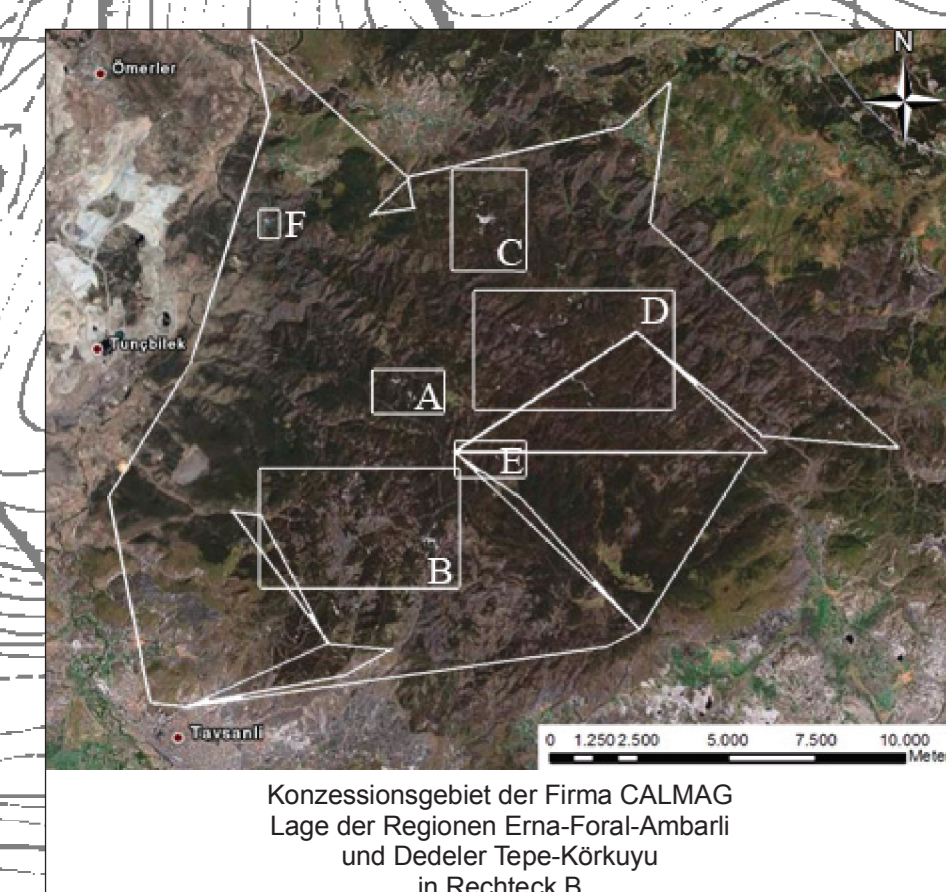 N
Ömerler
F
C
D
Tunçbilek
A
E
B
Tavsanli
0 1.250 2.500 5.000 7.500 10.000
Meter
Konzessionsgebiet der Firma CALMAG
Lage der Regionen Erna-Foral-Ambarli
und Dedeler Tepe-Körkuyu
in Rechteck B